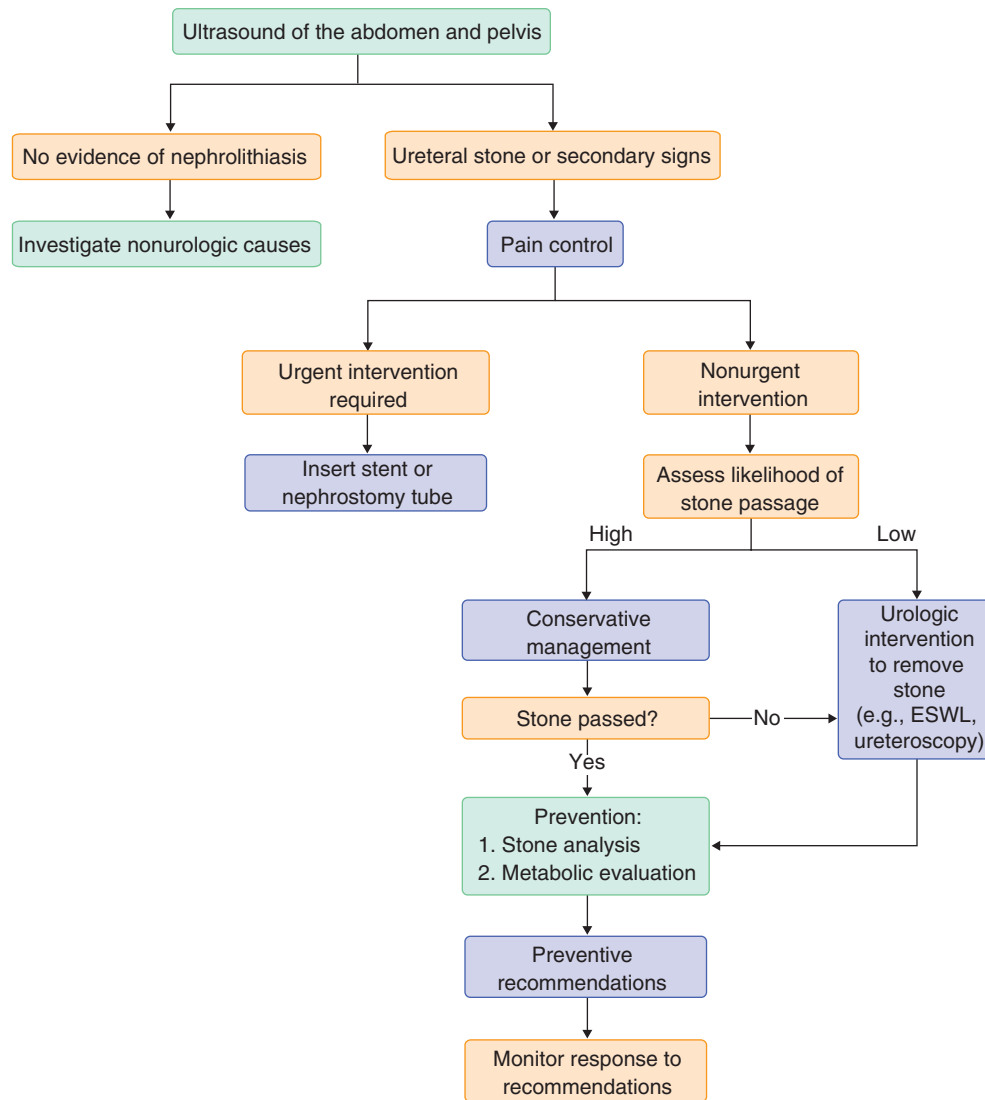 Ultrasound of the abdomen and pelvis
No evidence of nephrolithiasis
Ureteral stone or secondary signs
Investigate nonurologic causes
Pain control
Urgent intervention
required
Nonurgent
intervention
Insert stent or
nephrostomy tube
Assess likelihood of
stone passage
High
Low
Conservative
management
Urologic
intervention
to remove
stone
(e.g., ESWL,
ureteroscopy)
Stone passed?
No
Yes
Prevention:
1. Stone analysis
2. Metabolic evaluation
Preventive
recommendations
Monitor response to
recommendations